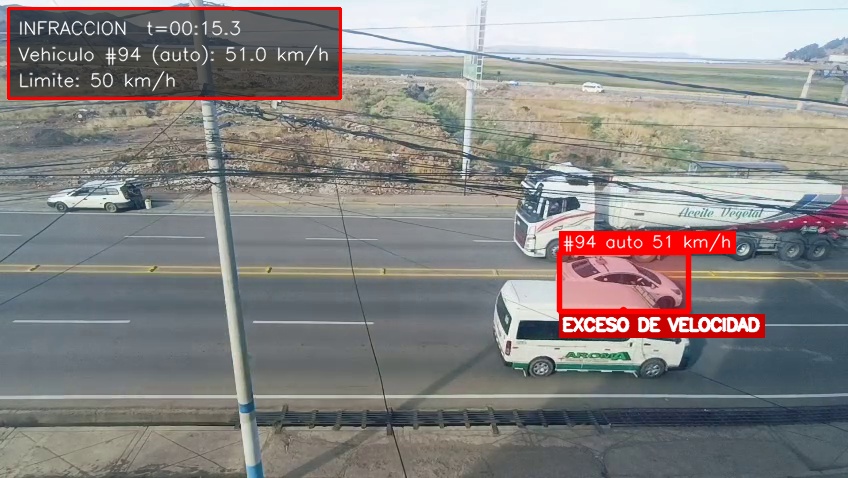 INFRACCION t=00:15.3
Vehiculo #94 (auto): 51.0 km/h
Limite: 50 km/h
Aceite Vegetal
#94 auto 51 km/h
EXCESO DE VELOCIDAD
AROMA